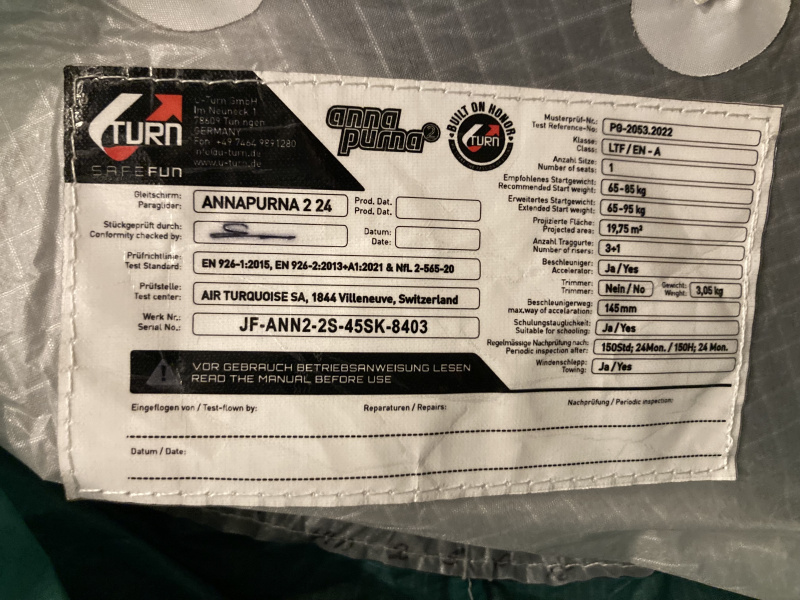 TURN
SAFEFUN
U-Turn GmbH
Im Neuneck 1
78609 Tuningen
GERMANY
Fon: +49 7464 9891280
info@u-turn.de
www.u-turn.de
anna
purna 2
BUILT ON HONOR
TURN
Gleitschirm:
Paraglider:
ANNAPURNA 2 24
Prod. Dat.
Prod. Dat.
Stückgeprüft durch:
Conformity checked by:
Datum:
Date:
Prüfrichtlinie:
Test Standard:
EN 926-1:2015, EN 926-2:2013+A1:2021 & NfL 2-565-20
Prüfstelle:
Test center:
AIR TURQUOISE SA, 1844 Villeneuve, Switzerland
Werk Nr.:
Serial No.:
JF-ANN2-2S-45SK-8403
Musterprüf-Nr.:
Test Reference-No:
PG-2053.2022
Klasse:
Class:
LTF / EN - A
Anzahl Sitze:
Number of seats:
1
Empfohlenes Startgewicht:
Recommended Start weight:
65-85 kg
Erweitertes Startgewicht:
Extended Start weight:
65-95 kg
Projizierte Fläche:
Projected area:
19,75 m²
Anzahl Traggurte:
Number of risers:
3+1
Beschleuniger:
Accelerator:
Ja / Yes
Trimmer:
Trimmer:
Nein / No
Gewicht:
Weight:
3,05 kg
Beschleunigerweg:
max.way of accelaration:
145mm
Schulungstauglichkeit:
Suitable for schooling:
Ja / Yes
Regelmässige Nachprüfung nach:
Periodic inspection after:
150Std; 24Mon. / 150H; 24 Mon.
Windenschlapp:
Towing:
Ja / Yes
VOR GEBRAUCH BETRIEBSANWEISUNG LESEN
READ THE MANUAL BEFORE USE
Eingeflogen von / Test-flown by:
Reparaturen / Repairs:
Nachprüfung / Periodic inspection:
Datum / Date: